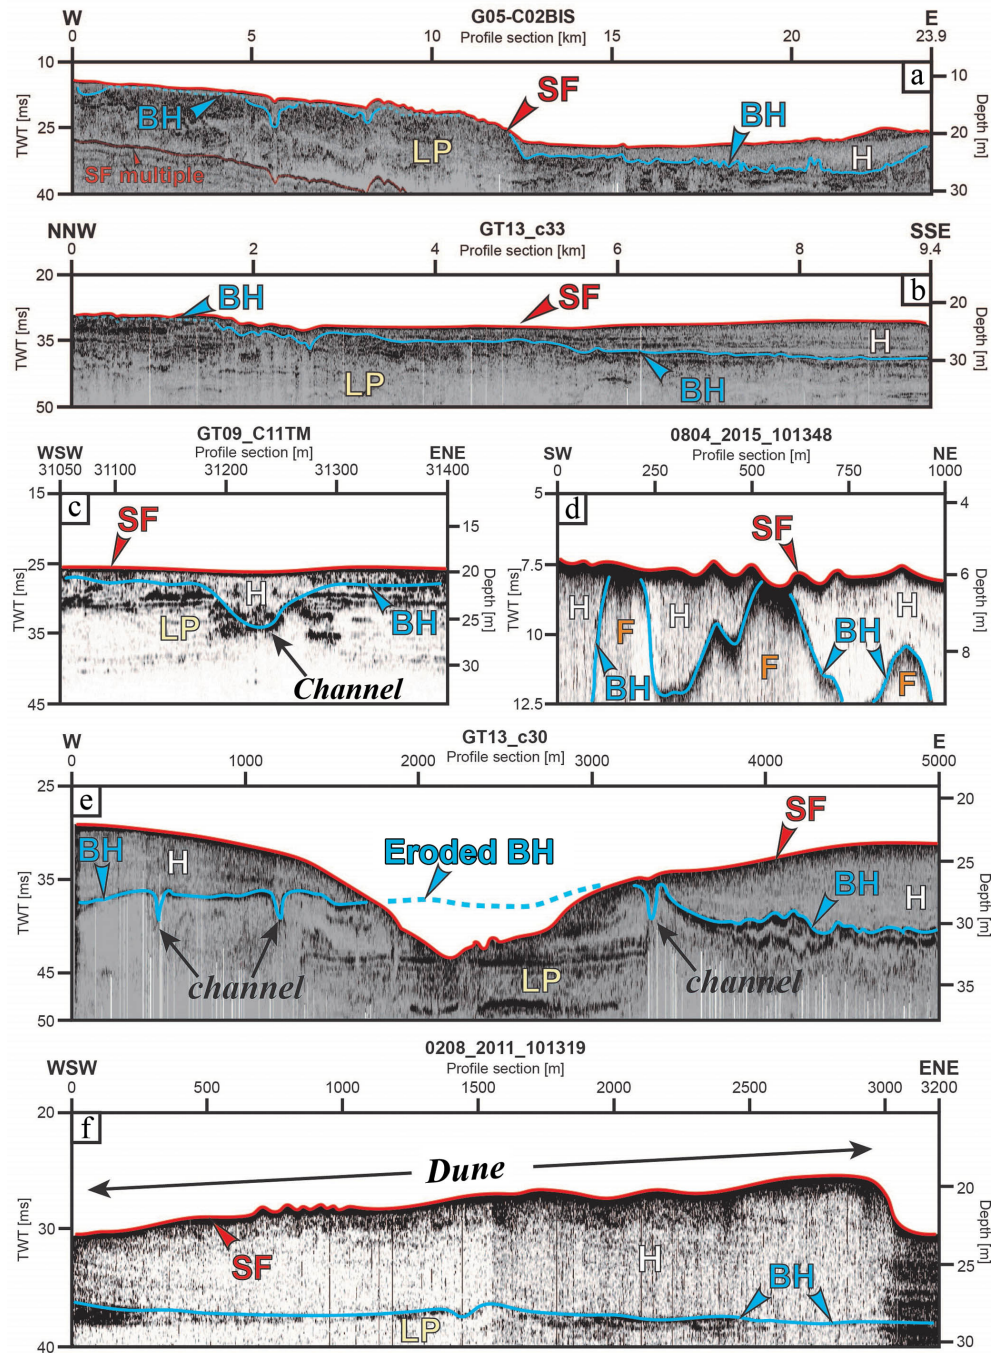 G05-C02BIS
W Profile section [km] E
0 5 10 15 20 23.9
a
10 10
SF
BH BH
TWT [ms] 25 20 Depth [m]
LP H
SF multiple
40 30
GT13_c33
NNW Profile section [km] SSE
0 2 4 6 8 9.4
20 b
BH SF 20
TWT [ms] 35 H Depth [m]
30
LP BH
50
GT09_C11TM
WSW Profile section [m] ENE
31050 31100 31200 31300 31400
15 c
SF 15
25 20
H
TWT [ms] LP BH Depth [m]
35 25
30
Channel
45
0804_2015_101348
SW Profile section [m] NE
0 250 500 750 1000
5 d 4
SF
7.5 6
H H H
TWT [ms] 10 F BH 8 Depth [m]
BH F F
12.5
GT13_c30
W Profile section [m] E
0 1000 2000 3000 4000 5000
25 e 20
SF
BH H Eroded BH
25
TWT [ms] 35 BH H Depth [m]
30
channel LP channel
45 35
50
0208_2011_101319
WSW Profile section [m] ENE
0 500 1000 1500 2000 2500 3000 3200
20 f
Dune
20
TWT [ms] 30 Depth [m]
SF H 25
BH
LP
40 30